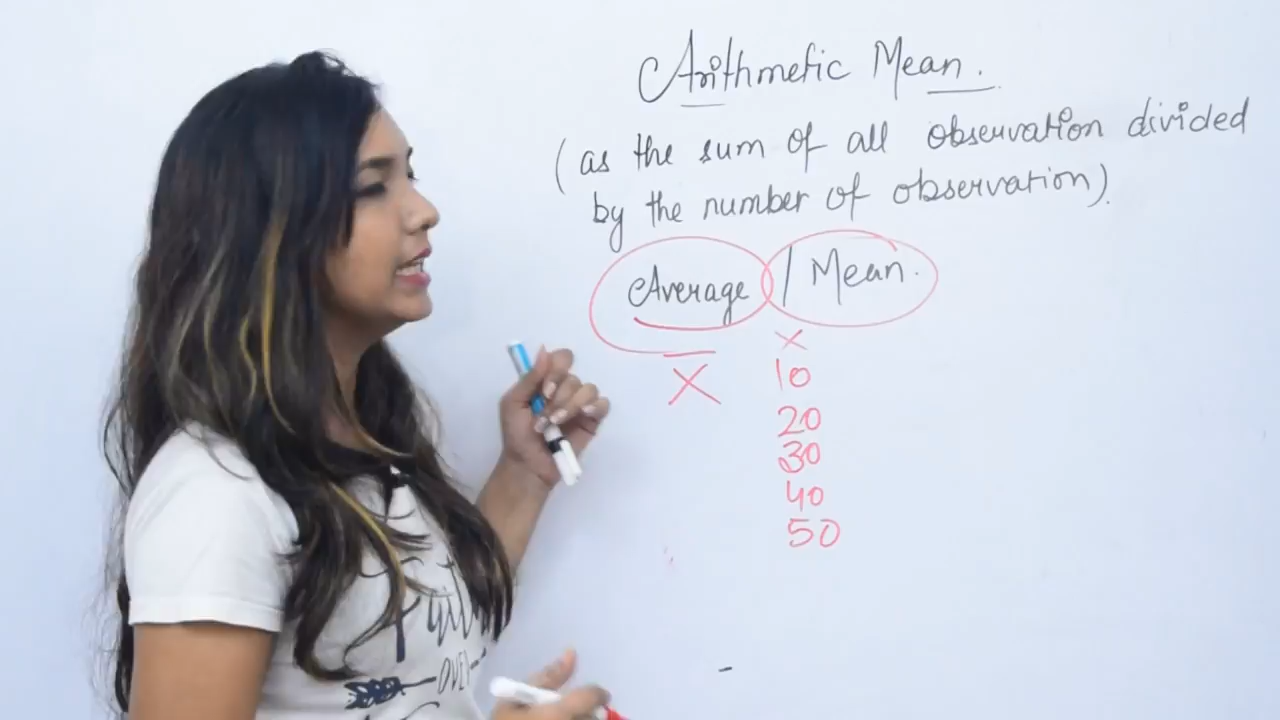 Arithmetic Mean.
(as the sum of all observation divided
by the number of observation).
Average / Mean.
X̄
X
10
20
30
40
50
OVER